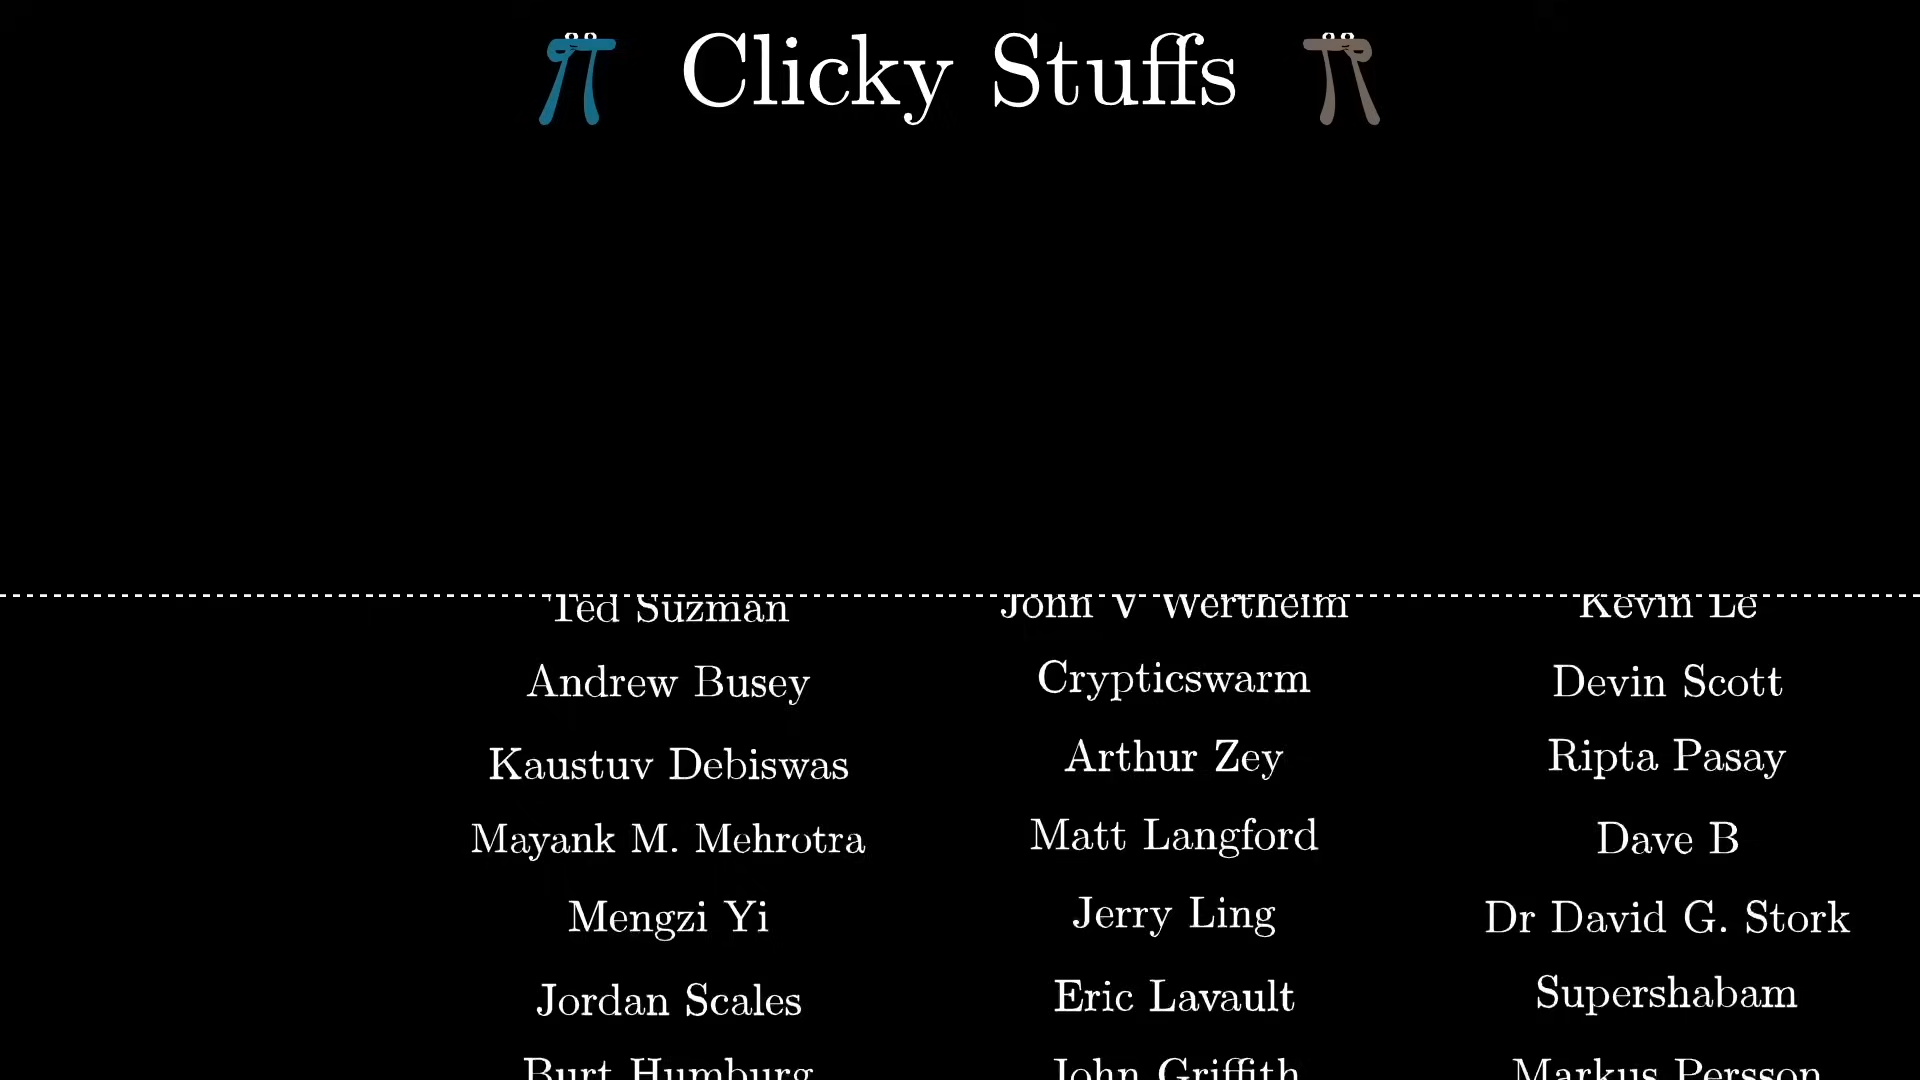 Clicky Stuffs
Ted Suzman John V Wertheim Kevin Le
Andrew Busey Crypticswarm Devin Scott
Kaustuv Debiswas Arthur Zey Ripta Pasay
Mayank M. Mehrotra Matt Langford Dave B
Mengzi Yi Jerry Ling Dr David G. Stork
Jordan Scales Eric Lavault Supershabam
Burt Humburg John Griffith Markus Persson